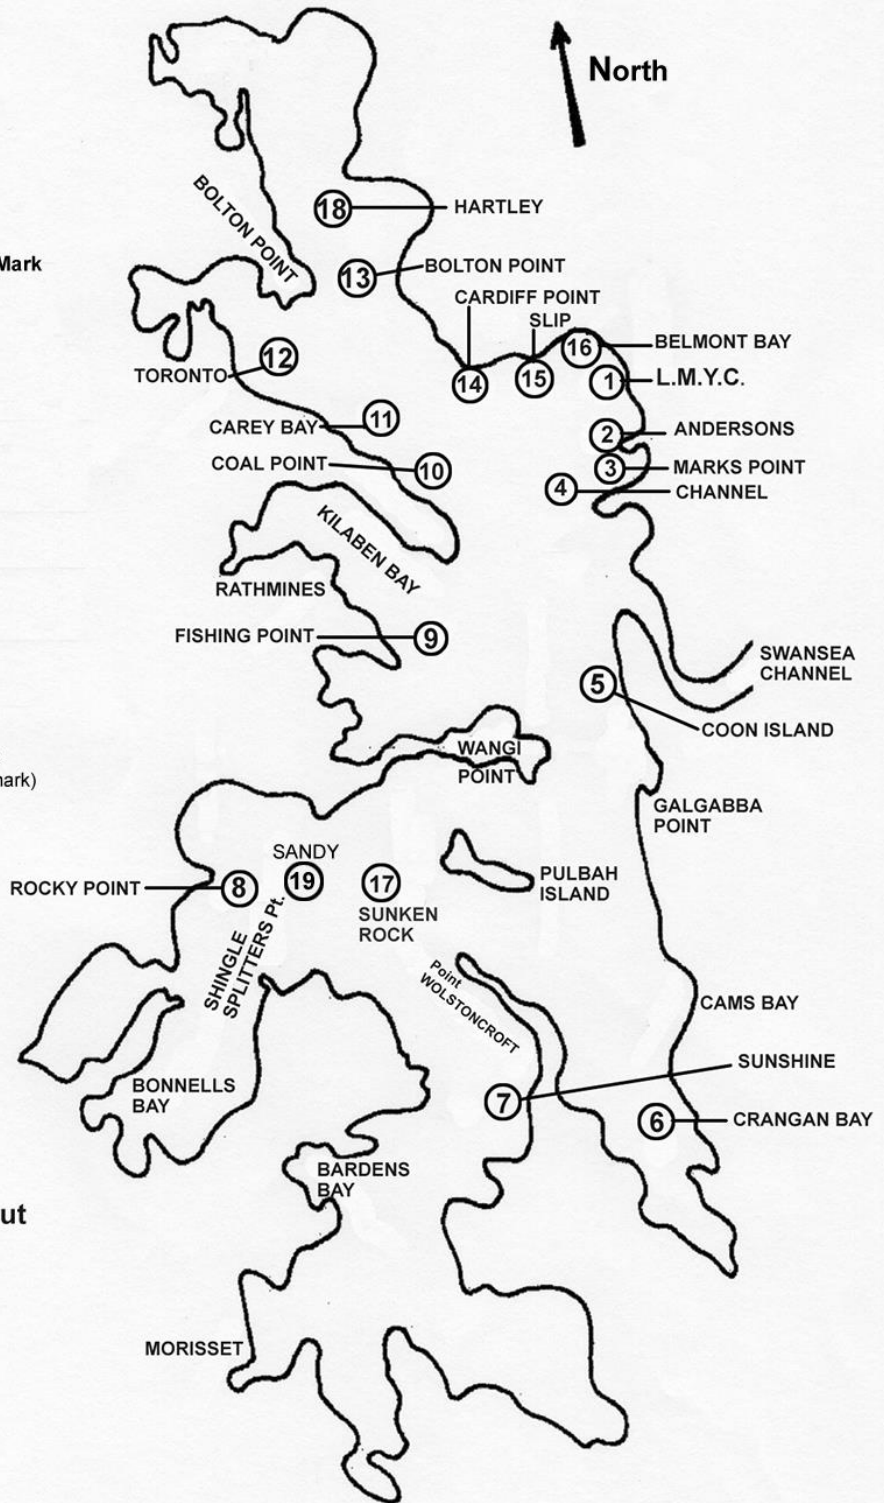 North
BOLTON POINT
18
HARTLEY
Mark
13
BOLTON POINT
CARDIFF POINT
SLIP
16
BELMONT BAY
12
TORONTO
14
15
1
L.M.Y.C.
11
CAREY BAY
2
ANDERSONS
COAL POINT
10
3
MARKS POINT
4
CHANNEL
KILABEN BAY
RATHMINES
FISHING POINT
9
SWANSEA
CHANNEL
5
COON ISLAND
WANGI
POINT
mark)
GALGABBA
POINT
SANDY
ROCKY POINT
8
19
17
SUNKEN
ROCK
PULBAH
ISLAND
SHINGLE
SPLITTERS Pt.
Point
WOLSTONCROFT
CAMS BAY
SUNSHINE
BONNELLS
BAY
7
6
CRANGAN BAY
BARDENS
BAY
ut
MORISSET